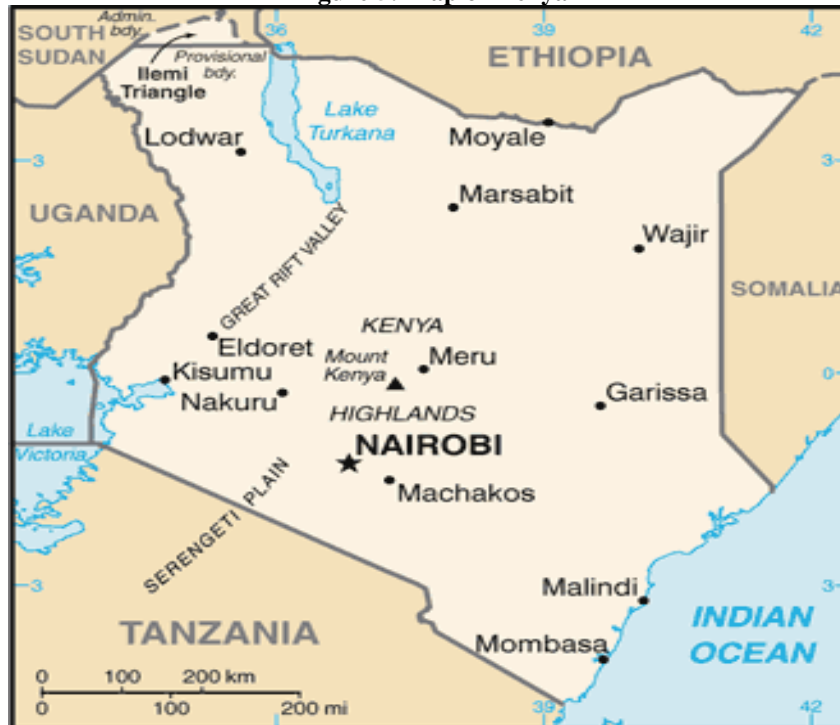 Admin.
bdy.
36
42
SOUTH
SUDAN
Provisional
bdy.
Ilemi
Triangle
ETHIOPIA
Lake
Turkana
Moyale
Lodwar
3
3
Marsabit
UGANDA
Wajir
GREAT RIFT VALLEY
SOMALIA
KENYA
Eldoret
Mount
Kenya
Meru
Kisumu
0
Nakuru
Garissa
HIGHLANDS
Lake
Victoria
NAIROBI
Machakos
SERENGETI PLAIN
3
3
Malindi
INDIAN
OCEAN
TANZANIA
Mombasa
0 100 200 km
0 100 200 mi
39
42